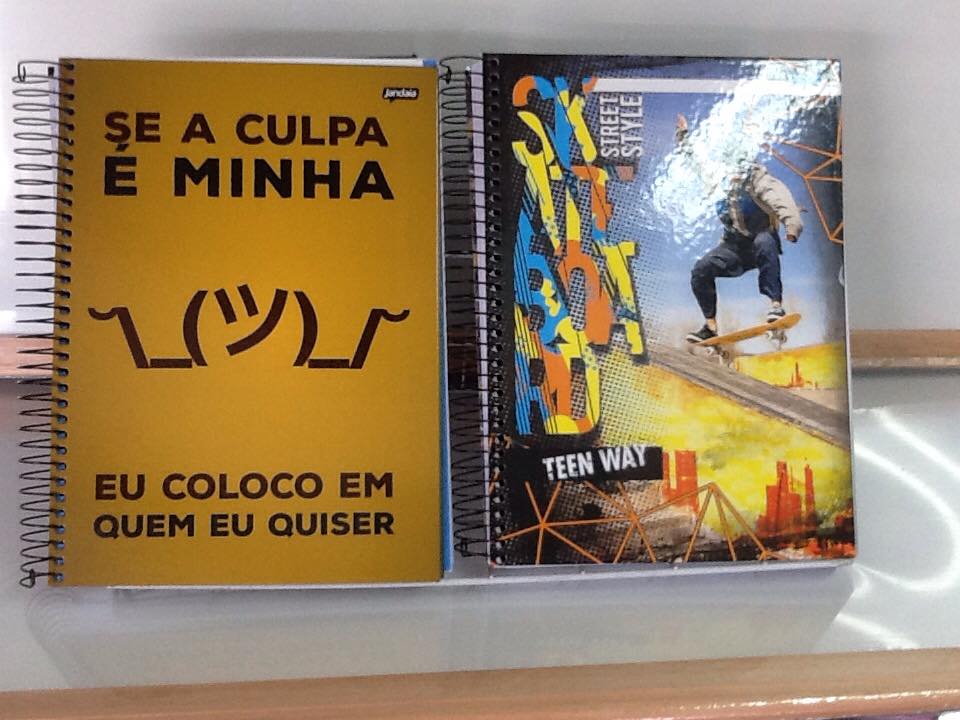 Jandaia
SE A CULPA
É MINHA
¯\_(ツ)_/¯
EU COLOCO EM
QUEM EU QUISER
STREET
STYLE
TEEN WAY